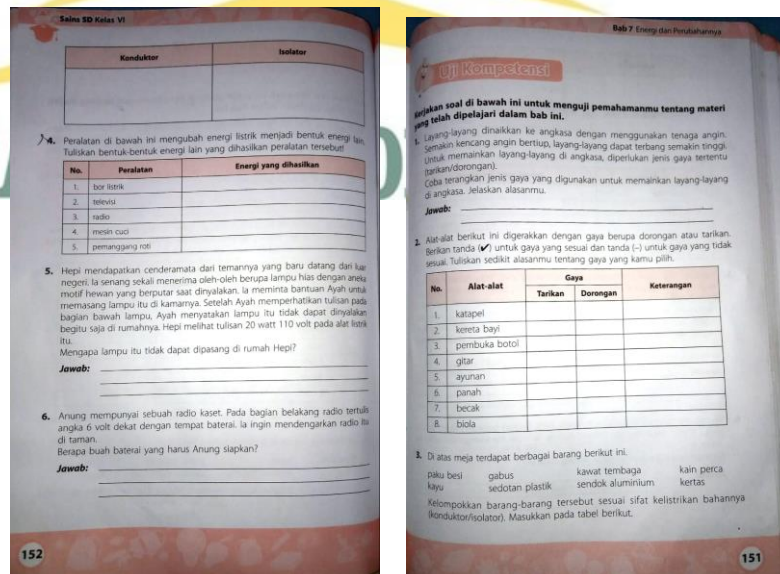 Sains SD Kelas VI
Konduktor Isolator
4. Peralatan di bawah ini mengubah energi listrik menjadi bentuk energi lain.
Tuliskan bentuk-bentuk energi lain yang dihasilkan peralatan tersebut!
No. Peralatan Energi yang dihasilkan
1. bor listrik
2. televisi
3. radio
4. mesin cuci
5. pemanggang roti
5. Hepi mendapatkan cenderamata dari temannya yang baru datang dari luar
negeri. Ia senang sekali menerima oleh-oleh berupa lampu hias dengan aneka
motif hewan yang berputar saat dinyalakan. Ia meminta bantuan Ayah untuk
memasang lampu itu di kamarnya. Setelah Ayah memperhatikan tulisan pada
bagian bawah lampu, Ayah menyatakan lampu itu tidak dapat dinyalakan
begitu saja di rumahnya. Hepi melihat tulisan 20 watt 110 volt pada alat listrik
itu.
Mengapa lampu itu tidak dapat dipasang di rumah Hepi?
Jawab:
6. Anung mempunyai sebuah radio kaset. Pada bagian belakang radio tertulis
angka 6 volt dekat dengan tempat baterai. Ia ingin mendengarkan radio itu
di taman.
Berapa buah baterai yang harus Anung siapkan?
Jawab:
152
Bab 7 Energi dan Perubahannya
Uji Kompetensi
Kerjakan soal di bawah ini untuk menguji pemahamanmu tentang materi
yang telah dipelajari dalam bab ini.
1. Layang-layang dinaikkan ke angkasa dengan menggunakan tenaga angin.
Semakin kencang angin bertiup, layang-layang dapat terbang semakin tinggi.
Untuk memainkan layang-layang di angkasa, diperlukan jenis gaya tertentu
(tarikan/dorongan).
Coba terangkan jenis gaya yang digunakan untuk memainkan layang-layang
di angkasa. Jelaskan alasanmu.
Jawab:
2. Alat-alat berikut ini digerakkan dengan gaya berupa dorongan atau tarikan.
Berikan tanda (✔) untuk gaya yang sesuai dan tanda (–) untuk gaya yang tidak
sesuai. Tuliskan sedikit alasanmu tentang gaya yang kamu pilih.
No. Alat-alat Gaya Keterangan
Tarikan Dorongan
1. katapel
2. kereta bayi
3. pembuka botol
4. gitar
5. ayunan
6. panah
7. becak
8. biola
3. Di atas meja terdapat berbagai barang berikut ini.
paku besi gabus kawat tembaga kain perca
kayu sedotan plastik sendok aluminium kertas
Kelompokkan barang-barang tersebut sesuai sifat kelistrikan bahannya
(konduktor/isolator). Masukkan pada tabel berikut.
151